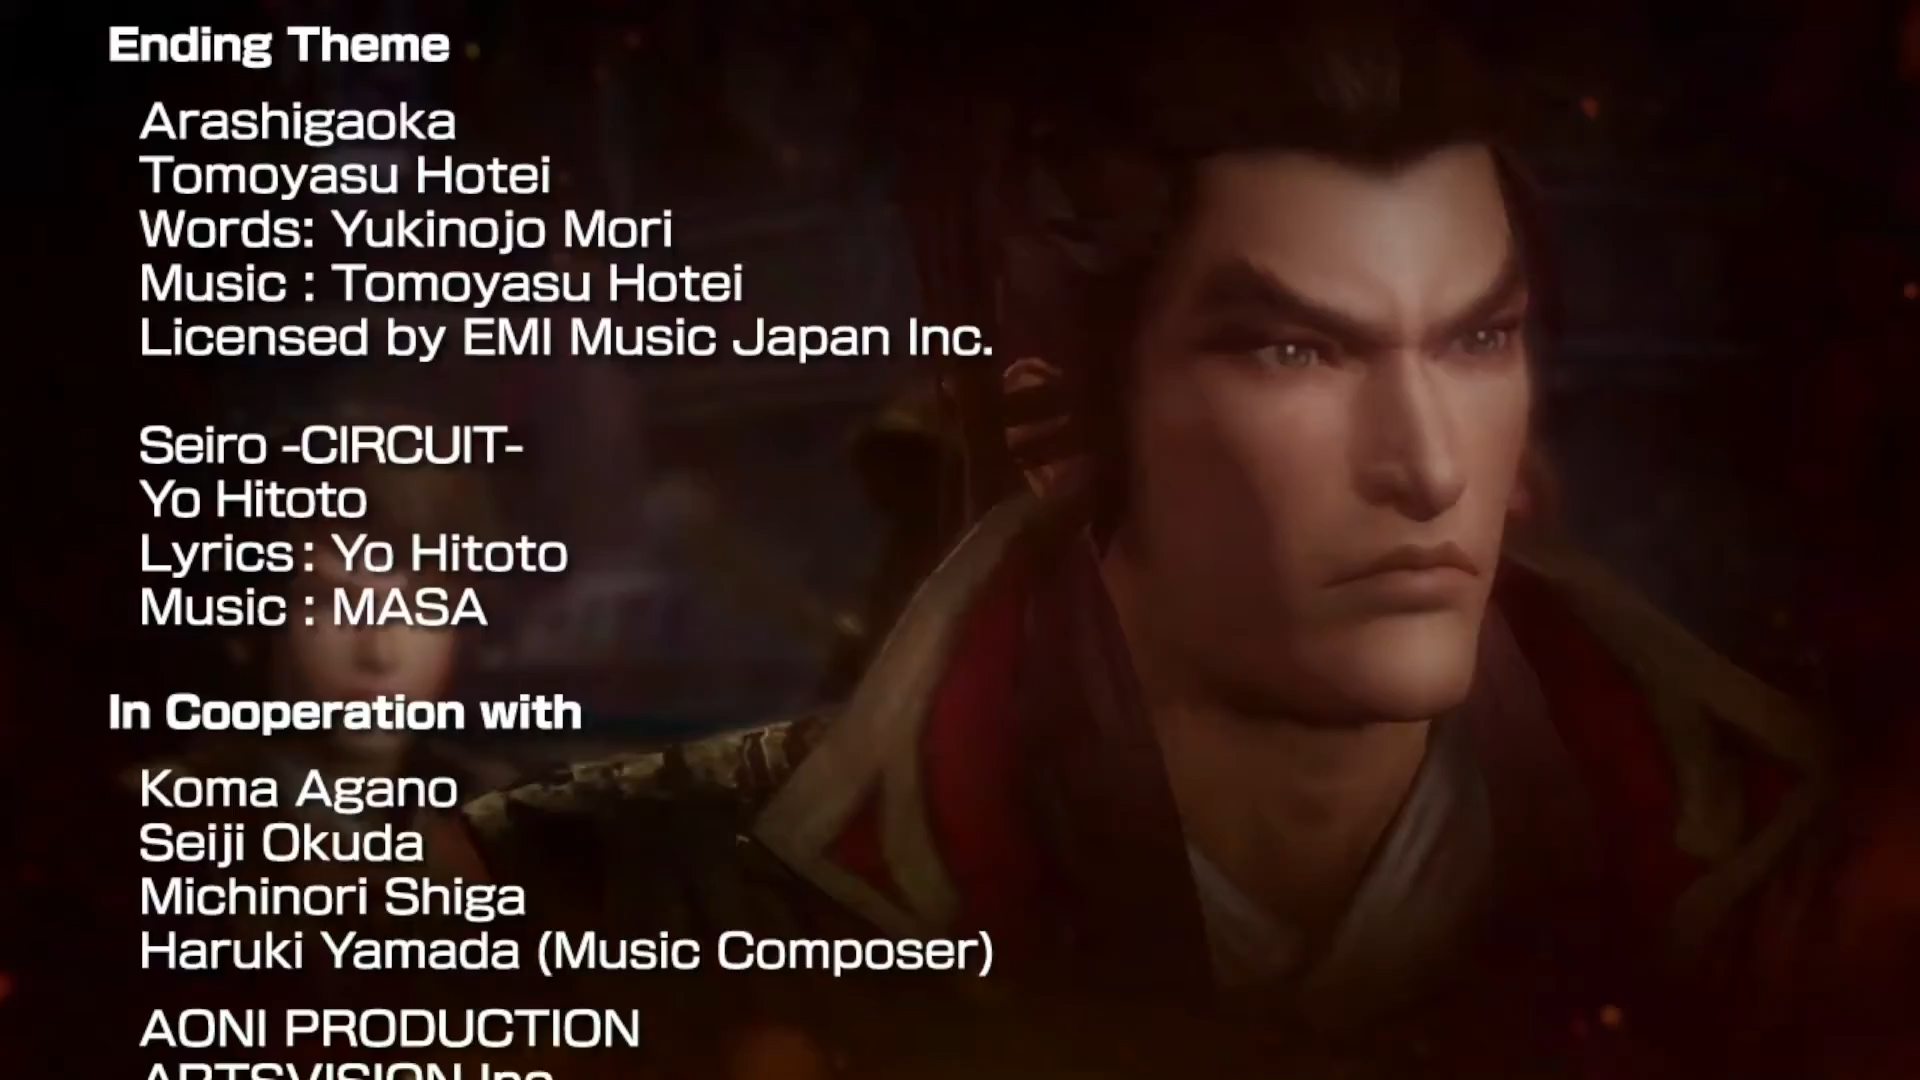 Ending Theme
Arashigaoka
Tomoyasu Hotei
Words: Yukinojo Mori
Music : Tomoyasu Hotei
Licensed by EMI Music Japan Inc.
Seiro -CIRCUIT-
Yo Hitoto
Lyrics : Yo Hitoto
Music : MASA
In Cooperation with
Koma Agano
Seiji Okuda
Michinori Shiga
Haruki Yamada (Music Composer)
AONI PRODUCTION
ARTSVISION Inc.